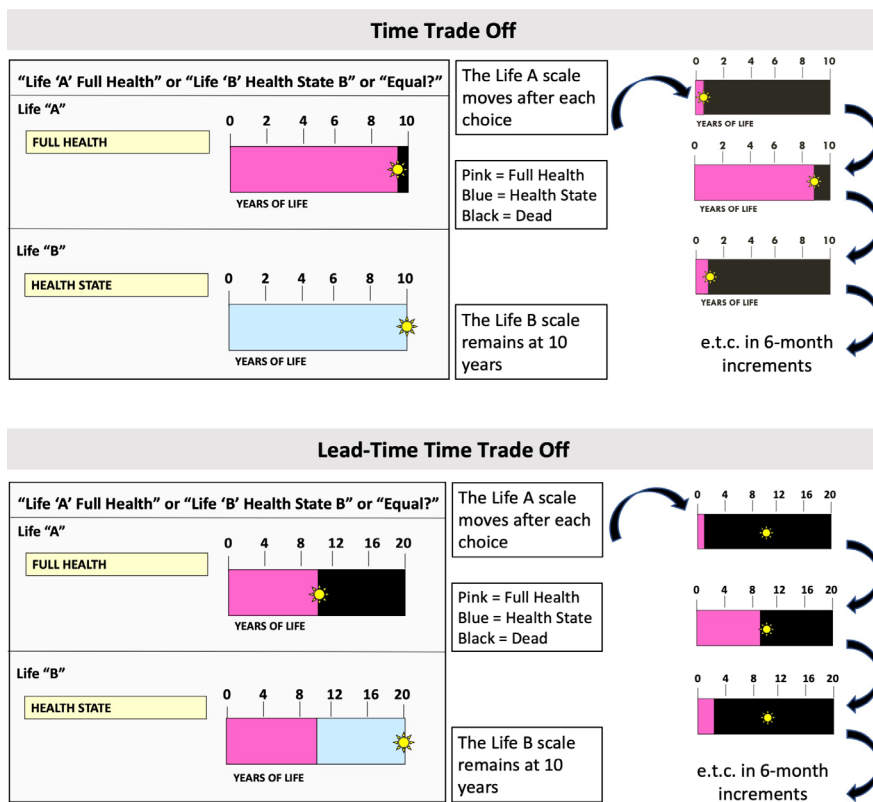 Time Trade Off
“Life ‘A’ Full Health” or “Life ‘B’ Health State B” or “Equal?”
Life “A”
FULL HEALTH
0 2 4 6 8 10
YEARS OF LIFE
Life “B”
HEALTH STATE
0 2 4 6 8 10
YEARS OF LIFE
The Life A scale
moves after each
choice
Pink = Full Health
Blue = Health State
Black = Dead
The Life B scale
remains at 10
years
0 2 4 6 8 10
YEARS OF LIFE
0 2 4 6 8 10
YEARS OF LIFE
0 2 4 6 8 10
YEARS OF LIFE
e.t.c. in 6-month
increments
Lead-Time Time Trade Off
“Life ‘A’ Full Health” or “Life ‘B’ Health State B” or “Equal?”
Life “A”
FULL HEALTH
0 4 8 12 16 20
YEARS OF LIFE
Life “B”
HEALTH STATE
0 4 8 12 16 20
YEARS OF LIFE
The Life A scale
moves after each
choice
Pink = Full Health
Blue = Health State
Black = Dead
The Life B scale
remains at 10
years
0 4 8 12 16 20
0 4 8 12 16 20
0 4 8 12 16 20
e.t.c. in 6-month
increments